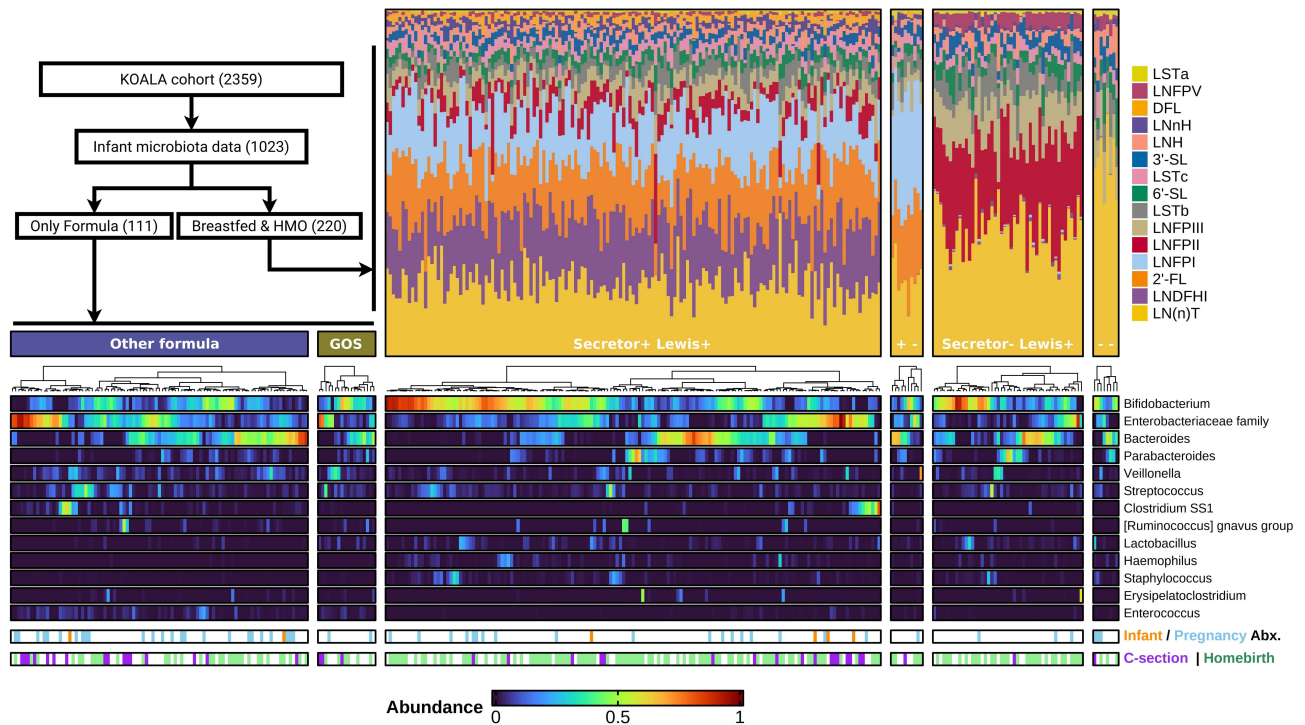 KOALA cohort (2359)
Infant microbiota data (1023)
Only Formula (111)
Breastfed & HMO (220)
LSTa
LNFPV
DFL
LNnH
LNH
3'-SL
LSTc
6'-SL
LSTb
LNFPIII
LNFPII
LNFPI
2'-FL
LNDFHI
LN(n)T
Other formula
GOS
Secretor+ Lewis+
+ -
Secretor- Lewis+
- -
Bifidobacterium
Enterobacteriaceae family
Bacteroides
Parabacteroides
Veillonella
Streptococcus
Clostridium SS1
[Ruminococcus] gnavus group
Lactobacillus
Haemophilus
Staphylococcus
Erysipelatoclostridium
Enterococcus
Infant / Pregnancy Abx.
C-section | Homebirth
Abundance
0 0.5 1